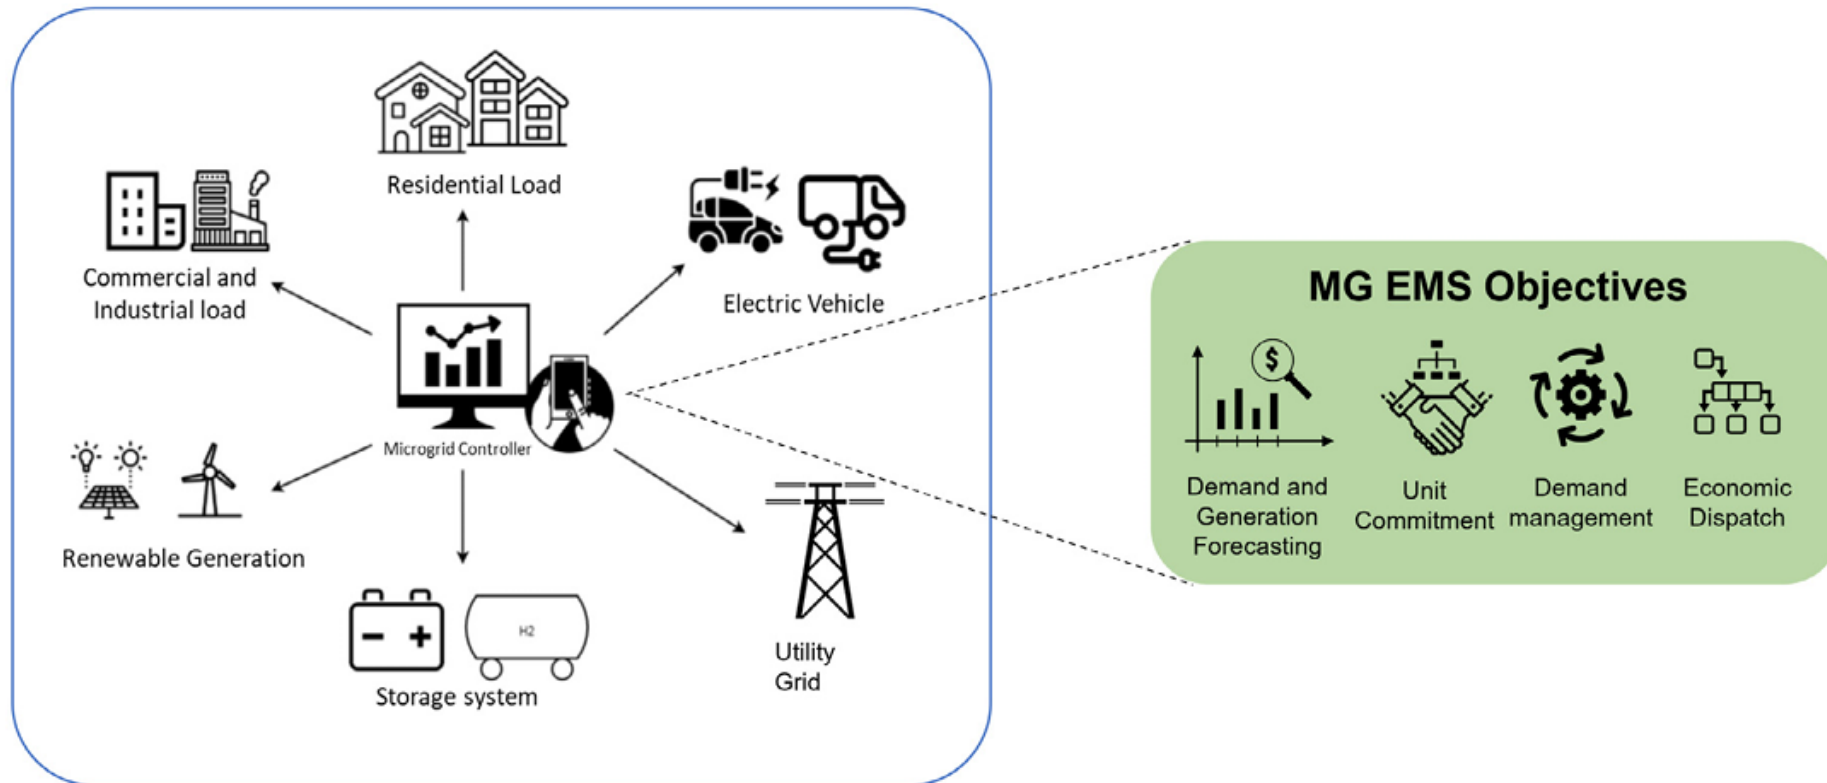 Residential Load
Commercial and
Industrial load
Electric Vehicle
Microgrid Controller
Renewable Generation
H2
Storage system
Utility
Grid
MG EMS Objectives
$
Demand and
Generation
Forecasting
Unit
Commitment
Demand
management
Economic
Dispatch